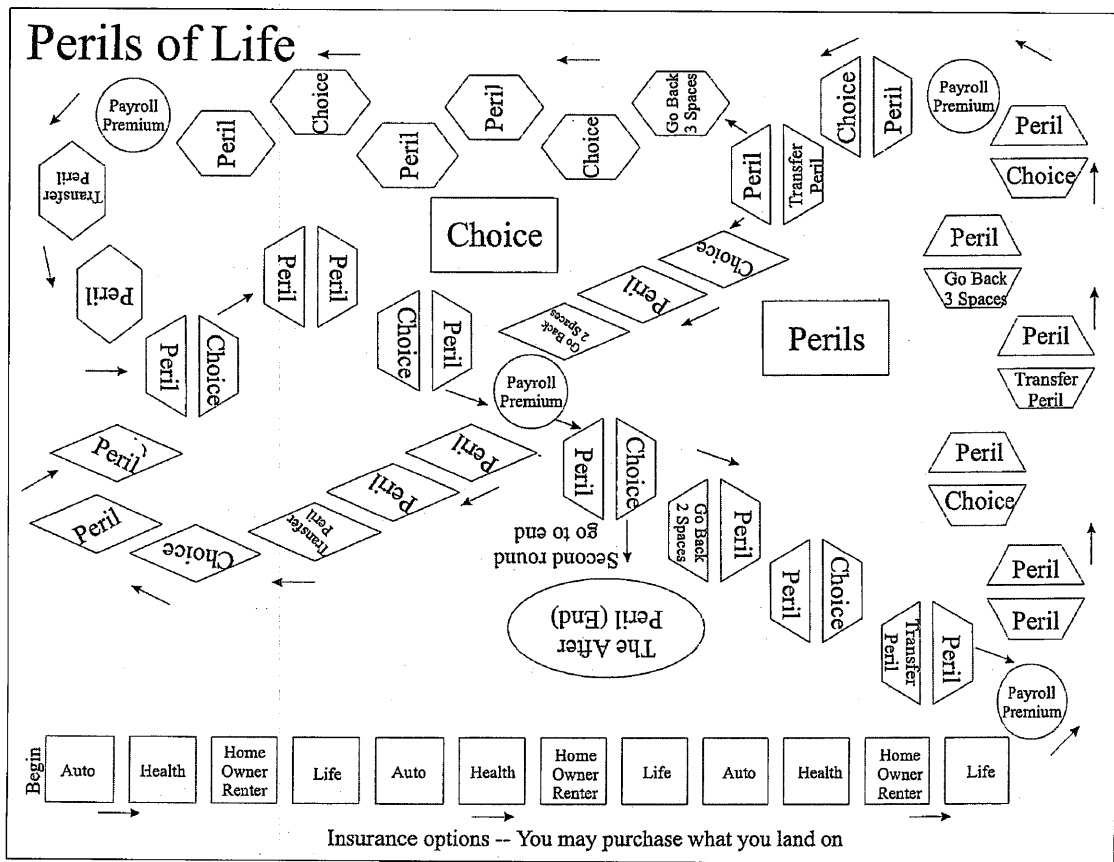 Perils of Life
Payroll
Premium
Peril
Choice
Peril
Peril
Choice
Go Back
3 Spaces
Peril
Transfer
Peril
Choice
Peril
Payroll
Premium
Peril
Choice
Peril
Go Back
3 Spaces
Peril
Transfer
Peril
Peril
Choice
Peril
Peril
Payroll
Premium
Transfer
Peril
Peril
Peril
Choice
Peril
Peril
Choice
Peril
Choice
Choice
Peril
Go Back
2 Spaces
Perils
Payroll
Premium
Peril
Choice
Go Back
2 Spaces
Peril
Peril
Choice
Transfer
Peril
Peril
Peril
Peril
Transfer
Peril
Choice
Peril
Peril
Second round
go to end
The After
Peril (End)
Begin
Auto
Health
Home
Owner
Renter
Life
Auto
Health
Home
Owner
Renter
Life
Auto
Health
Home
Owner
Renter
Life
Insurance options -- You may purchase what you land on